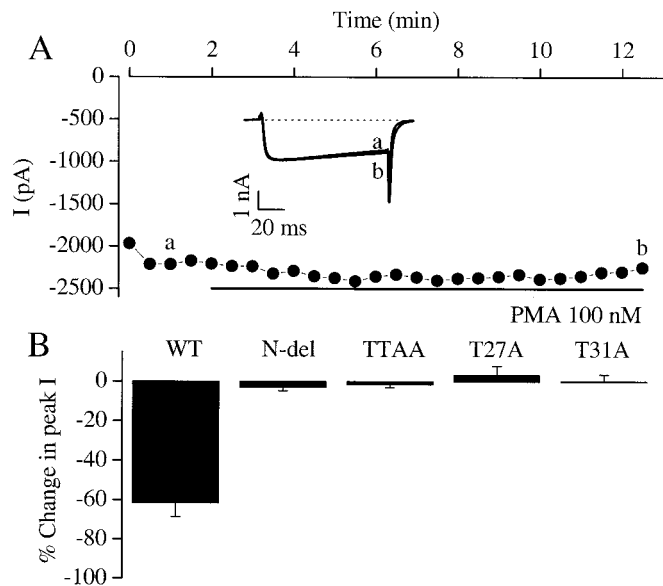 Time (min)
A
0 2 4 6 8 10 12
0
-500
-1000
-1500
-2000
-2500
I (pA)
a
b
1 nA
20 ms
a
b
PMA 100 nM
B
WT N-del TTAA T27A T31A
0
-20
-40
-60
-80
-100
% Change in peak I